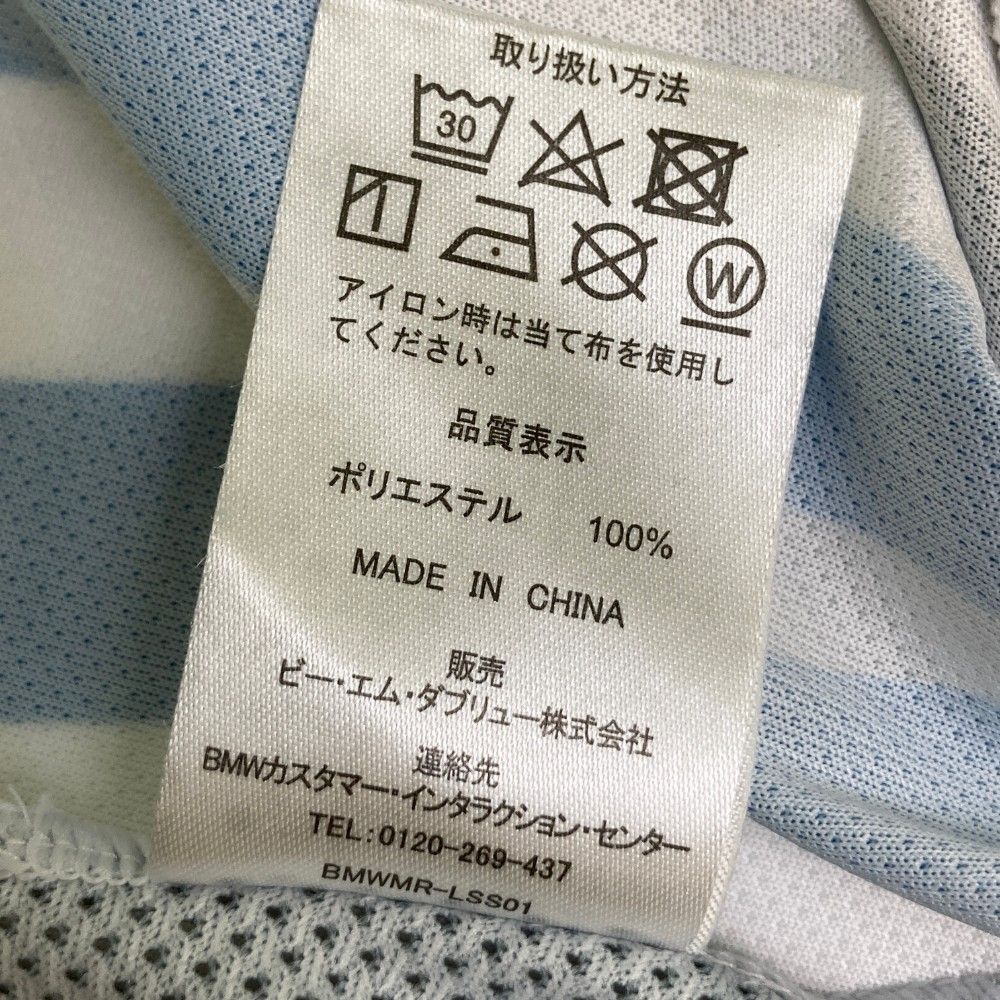 取り扱い方法
30
W
アイロン時は当て布を使用し
てください。
品質表示
ポリエステル 100%
MADE IN CHINA
販売
ビー・エム・ダブリュー株式会社
連絡先
BMWカスタマー・インタラクション・センター
TEL:0120-269-437
BMWMR-LSS01